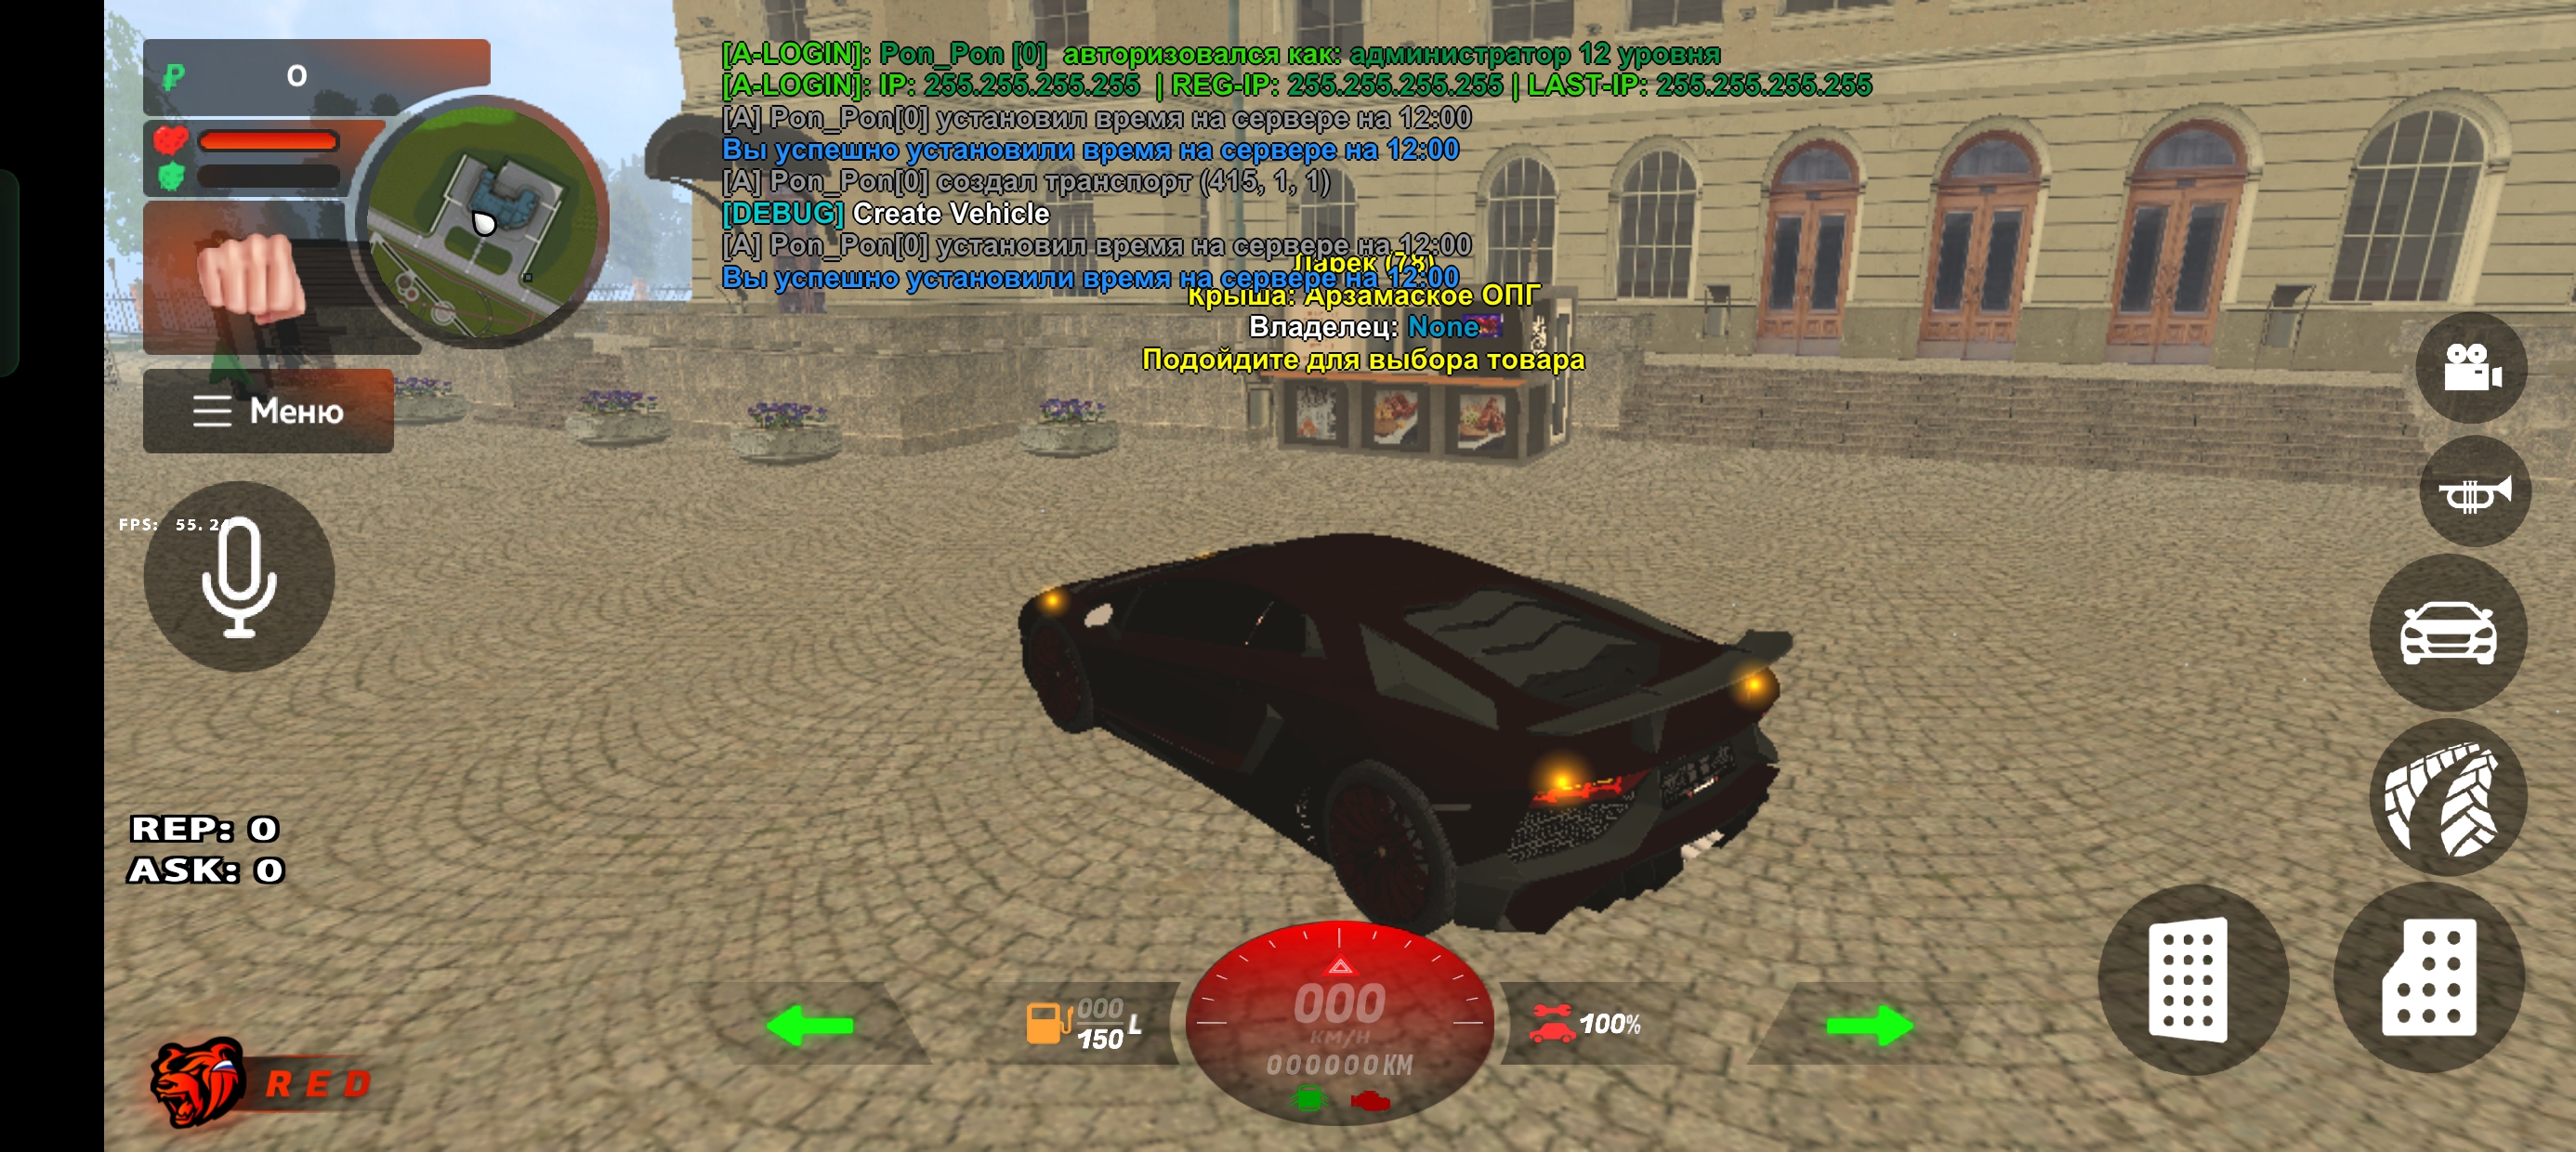 0
[A-LOGIN]: Pon_Pon [0] авторизовался как: администратор 12 уровня
[A-LOGIN]: IP: 255.255.255.255 | REG-IP: 255.255.255.255 | LAST-IP: 255.255.255.255
[A] Pon_Pon[0] установил время на сервере на 12:00
Вы успешно установили время на сервере на 12:00
[A] Pon_Pon[0] создал транспорт (415, 1, 1)
[DEBUG] Create Vehicle
[A] Pon_Pon[0] установил время на сервере на 12:00
Вы успешно установили время на сервере на 12:00
Ларек (78)
Крыша: Арзамаское ОПГ
Владелец: None
Подойдите для выбора товара
Меню
FPS: 55.24
REP: 0
ASK: 0
RED
000
150 L
000
KM/H
000000KM
100%